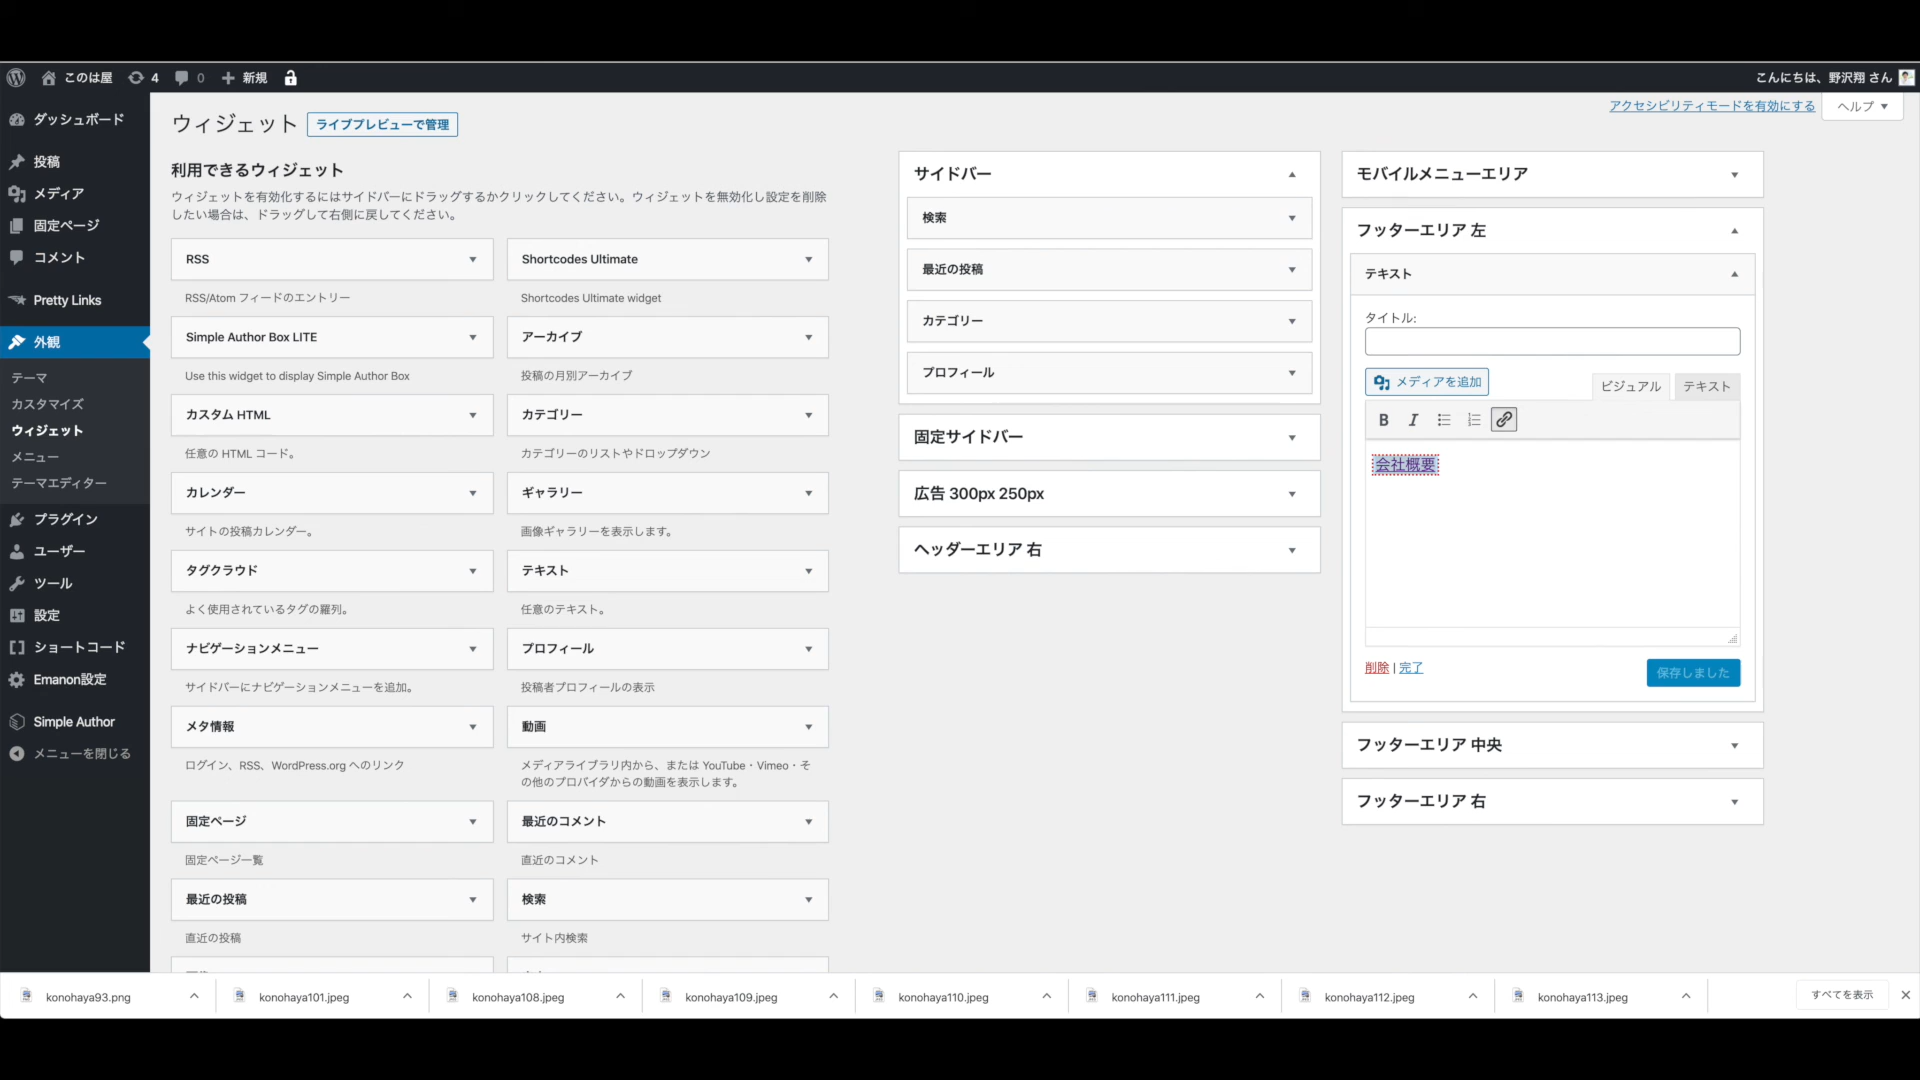 このは屋
4
0
新規
こんにちは、野沢翔 さん
ダッシュボード
投稿
メディア
固定ページ
コメント
Pretty Links
外観
テーマ
カスタマイズ
ウィジェット
メニュー
テーマエディター
プラグイン
ユーザー
ツール
設定
ショートコード
Emanon設定
Simple Author
メニューを閉じる
アクセシビリティモードを有効にする
ヘルプ
ウィジェット
ライブプレビューで管理
利用できるウィジェット
ウィジェットを有効化するにはサイドバーにドラッグするかクリックしてください。ウィジェットを無効化し設定を削除
したい場合は、ドラッグして右側に戻してください。
RSS
RSS/Atom フィードのエントリー
Shortcodes Ultimate
Shortcodes Ultimate widget
Simple Author Box LITE
Use this widget to display Simple Author Box
アーカイブ
投稿の月別アーカイブ
カスタム HTML
任意の HTML コード。
カテゴリー
カテゴリーのリストやドロップダウン
カレンダー
サイトの投稿カレンダー。
ギャラリー
画像ギャラリーを表示します。
タグクラウド
よく使用されているタグの羅列。
テキスト
任意のテキスト。
ナビゲーションメニュー
サイドバーにナビゲーションメニューを追加。
プロフィール
投稿者プロフィールの表示
メタ情報
ログイン、RSS、WordPress.org へのリンク
動画
メディアライブラリ内から、または YouTube・Vimeo・そ
の他のプロバイダからの動画を表示します。
固定ページ
固定ページ一覧
最近のコメント
直近のコメント
最近の投稿
直近の投稿
検索
サイト内検索
サイドバー
検索
最近の投稿
カテゴリー
プロフィール
固定サイドバー
広告 300px 250px
ヘッダーエリア 右
モバイルメニューエリア
フッターエリア 左
テキスト
タイトル:
メディアを追加
ビジュアル
テキスト
B I
会社概要
削除 | 完了
保存しました
フッターエリア 中央
フッターエリア 右
konohaya93.png
konohaya101.jpeg
konohaya108.jpeg
konohaya109.jpeg
konohaya110.jpeg
konohaya111.jpeg
konohaya112.jpeg
konohaya113.jpeg
すべてを表示